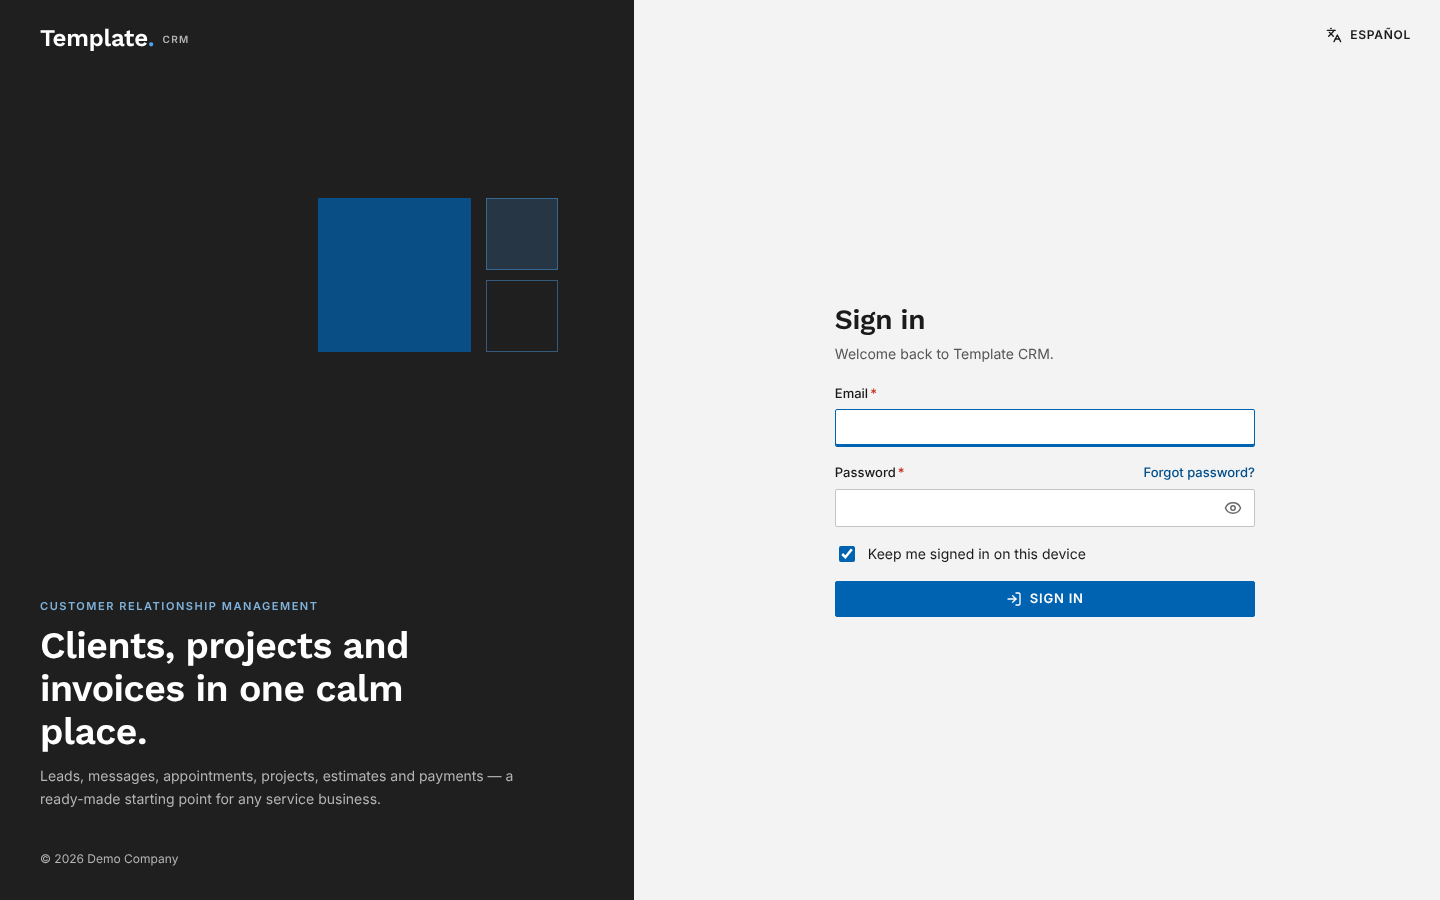 Template. CRM
ESPAÑOL
CUSTOMER RELATIONSHIP MANAGEMENT
Clients, projects and
invoices in one calm
place.
Leads, messages, appointments, projects, estimates and payments — a
ready-made starting point for any service business.
© 2026 Demo Company
Sign in
Welcome back to Template CRM.
Email *
Password * Forgot password?
Keep me signed in on this device
SIGN IN